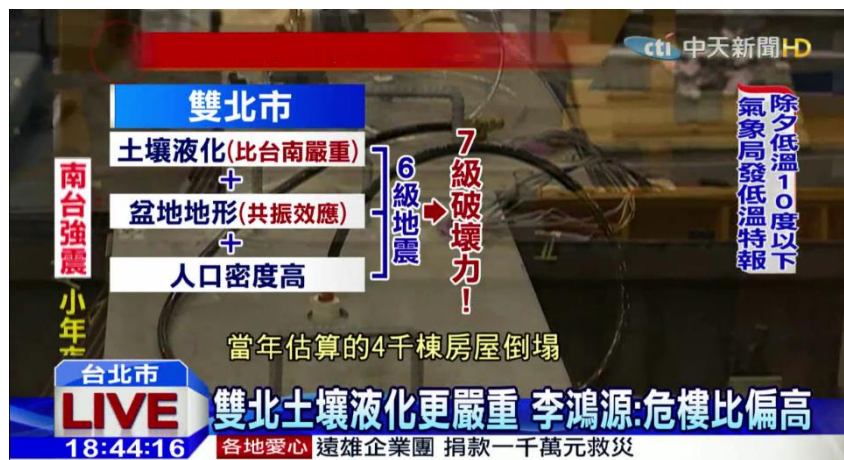 cti 中天新聞HD
雙北市
土壤液化(比台南嚴重)
+
盆地地形(共振效應)
+
人口密度高
6級地震
7級破壞力！
除夕低溫10度以下
氣象局發低溫特報
南台強震
小年夜
當年估算的4千棟房屋倒塌
台北市
LIVE
雙北土壤液化更嚴重 李鴻源:危樓比偏高
18:44:16
各地愛心 遠雄企業團 捐款一千萬元救災